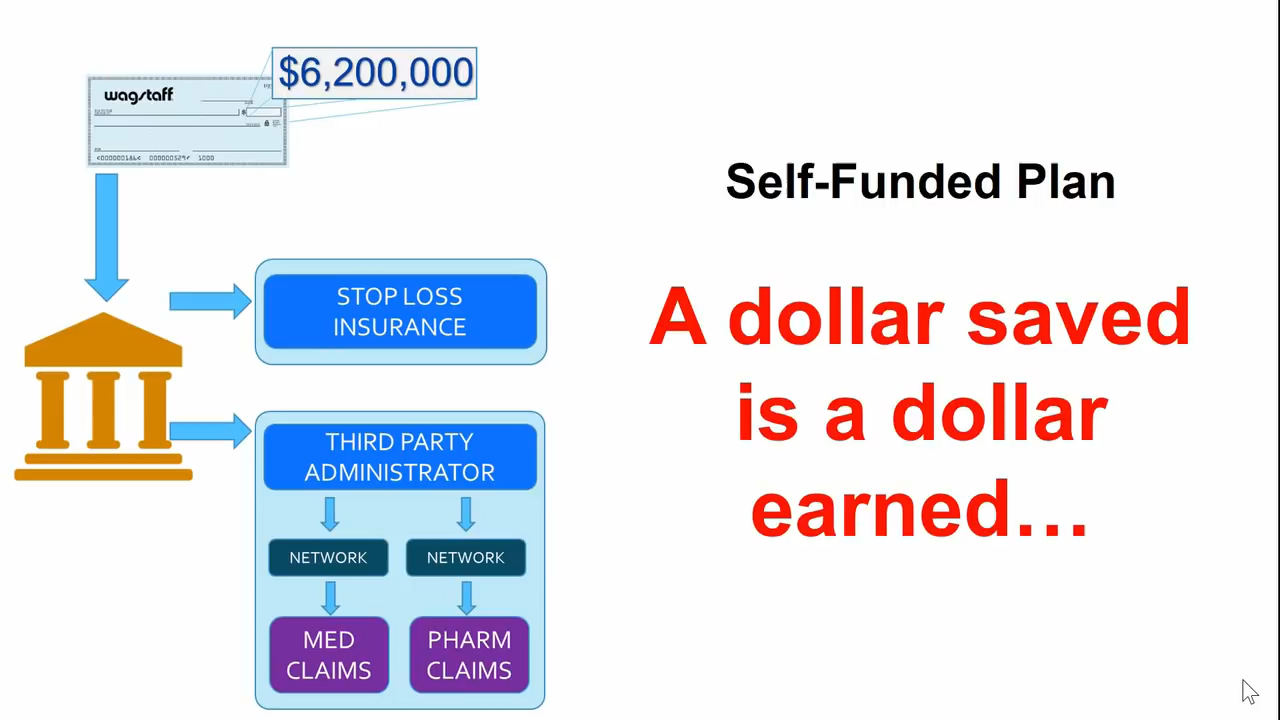 $6,200,000
wagstaff
$
1000
Self-Funded Plan
A dollar saved
is a dollar
earned…
STOP LOSS
INSURANCE
THIRD PARTY
ADMINISTRATOR
NETWORK
NETWORK
MED
CLAIMS
PHARM
CLAIMS